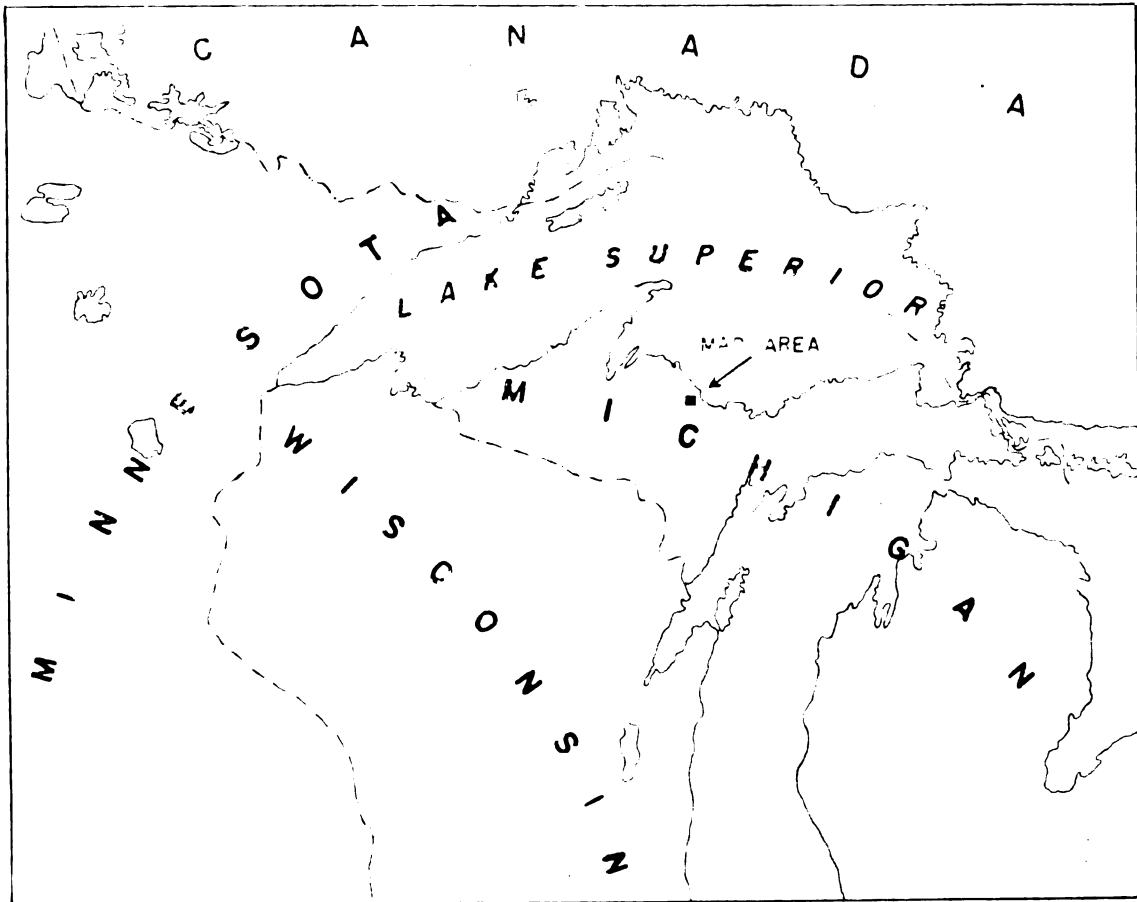 CANADA
MINNESOTA
LAKE SUPERIOR
MAP AREA
MICHIGAN
WISCONSIN